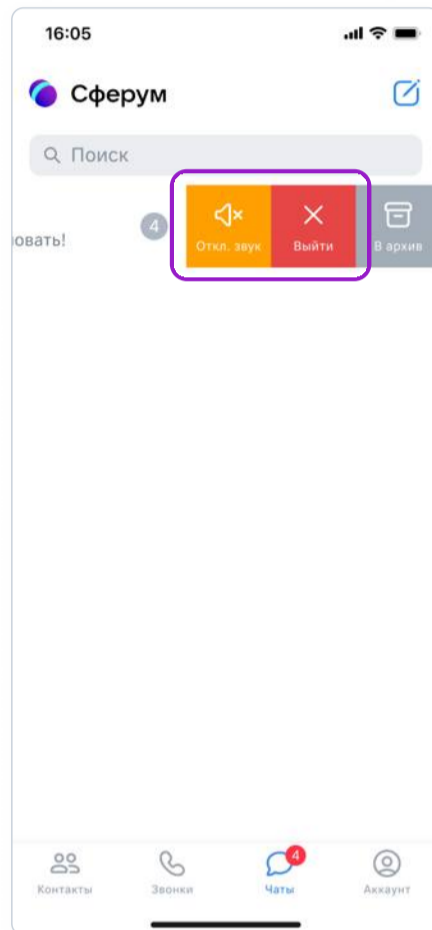 16:05
Сферум
Поиск
овать!
4
Откл. звук
Выйти
В архив
4
Контакты
Звонки
Чаты
Аккаунт